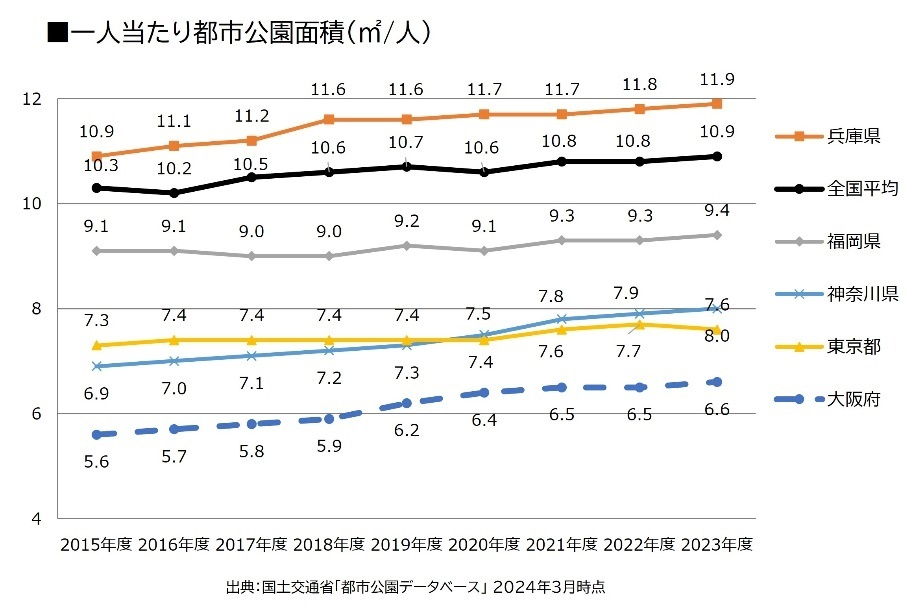 ■一人当たり都市公園面積(㎡/人)
12
10
8
6
4
10.9 11.1 11.2 11.6 11.6 11.7 11.7 11.8 11.9
10.3 10.2 10.5 10.6 10.7 10.6 10.8 10.8 10.9
9.1 9.1 9.0 9.0 9.2 9.1 9.3 9.3 9.4
7.3 7.4 7.4 7.4 7.4 7.5 7.8 7.9 7.6
6.9 7.0 7.1 7.2 7.3 7.4 7.6 7.7 8.0
5.6 5.7 5.8 5.9 6.2 6.4 6.5 6.5 6.6
2015年度 2016年度 2017年度 2018年度 2019年度 2020年度 2021年度 2022年度 2023年度
兵庫県
全国平均
福岡県
神奈川県
東京都
大阪府
出典:国土交通省「都市公園データベース」 2024年3月時点